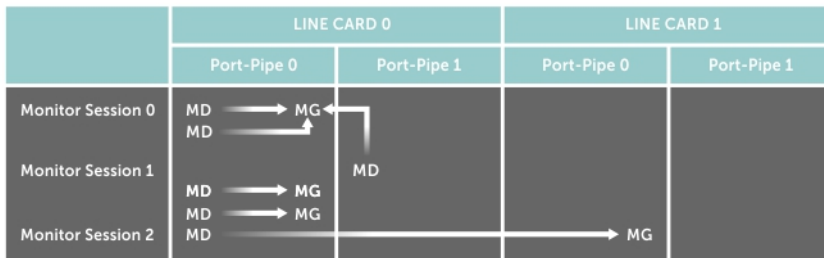 LINE CARD 0 LINE CARD 1
Port-Pipe 0 Port-Pipe 1 Port-Pipe 0 Port-Pipe 1
Monitor Session 0 MD MG
MD
Monitor Session 1 MD
MD MG
MD MG
Monitor Session 2 MD MG